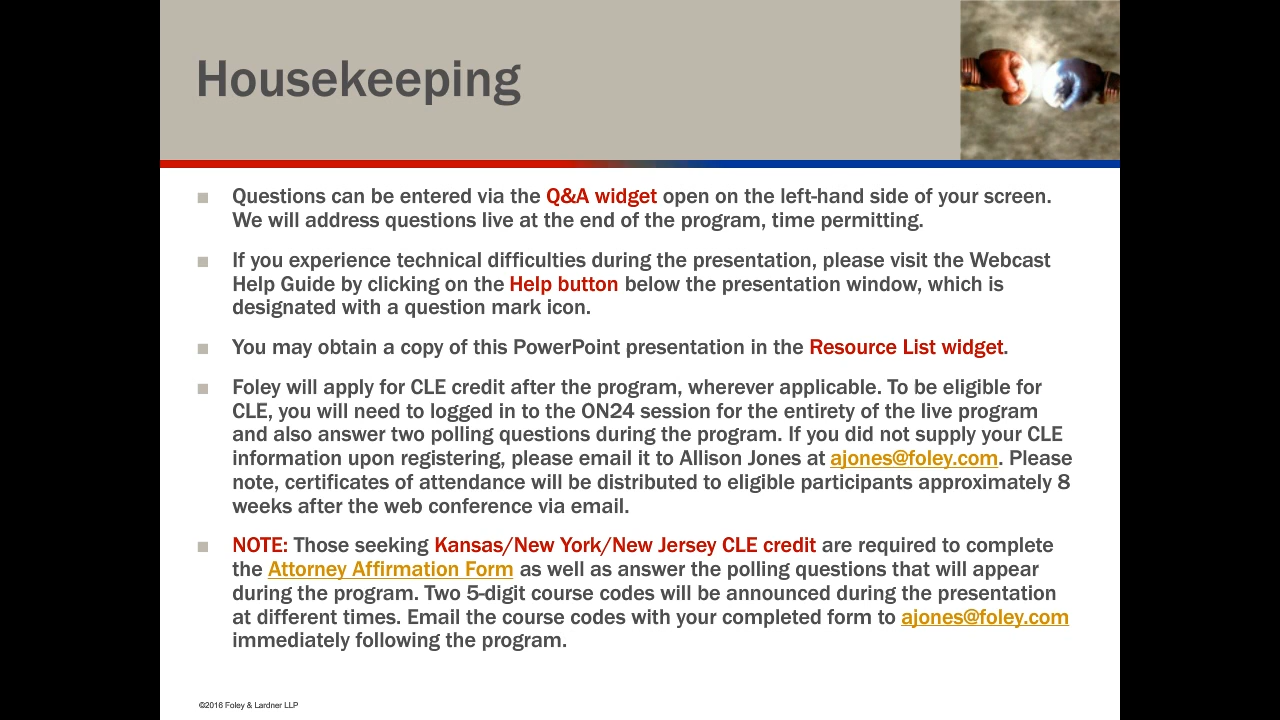 Housekeeping
Questions can be entered via the Q&A widget open on the left-hand side of your screen.
We will address questions live at the end of the program, time permitting.
If you experience technical difficulties during the presentation, please visit the Webcast
Help Guide by clicking on the Help button below the presentation window, which is
designated with a question mark icon.
You may obtain a copy of this PowerPoint presentation in the Resource List widget.
Foley will apply for CLE credit after the program, wherever applicable. To be eligible for
CLE, you will need to logged in to the ON24 session for the entirety of the live program
and also answer two polling questions during the program. If you did not supply your CLE
information upon registering, please email it to Allison Jones at ajones@foley.com. Please
note, certificates of attendance will be distributed to eligible participants approximately 8
weeks after the web conference via email.
NOTE: Those seeking Kansas/New York/New Jersey CLE credit are required to complete
the Attorney Affirmation Form as well as answer the polling questions that will appear
during the program. Two 5-digit course codes will be announced during the presentation
at different times. Email the course codes with your completed form to ajones@foley.com
immediately following the program.
©2016 Foley & Lardner LLP